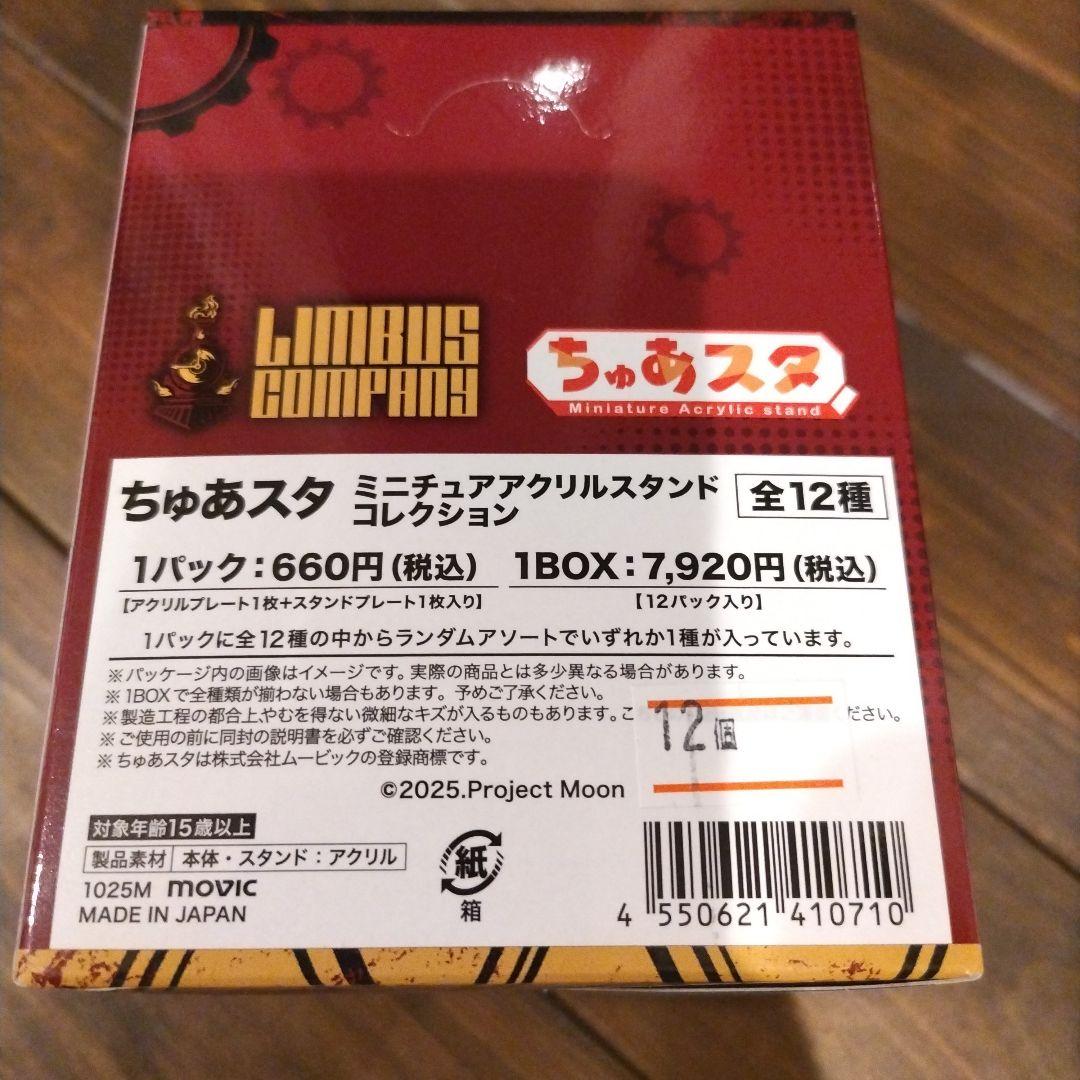 LIMBUS
COMPANY
ちゅあスタ
Miniature Acrylic stand
ちゅあスタ ミニチュアアクリルスタンド
コレクション
全12種
1パック：660円（税込） 1BOX：7,920円（税込）
【アクリルプレート1枚+スタンドプレート1枚入り】 【12パック入り】
1パックに全12種の中からランダムアソートでいずれか1種が入っています。
※パッケージ内の画像はイメージです。実際の商品とは多少異なる場合があります。
※1BOXで全種類が揃わない場合もあります。予めご了承ください。
※製造工程の都合上、やむを得ない微細なキズが入るものもあります。ご ださい。
※ご使用の前に同封の説明書を必ずご確認ください。
※ちゅあスタは株式会社ムービックの登録商標です。
12個
©2025.Project Moon
対象年齢15歳以上
製品素材 本体・スタンド：アクリル
1025M movic
MADE IN JAPAN
紙
箱
4 550621 410710